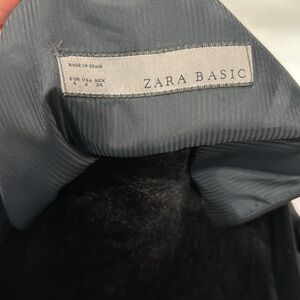 MADE IN SPAIN
EUR USA MEX
S S 26
ZARA BASIC